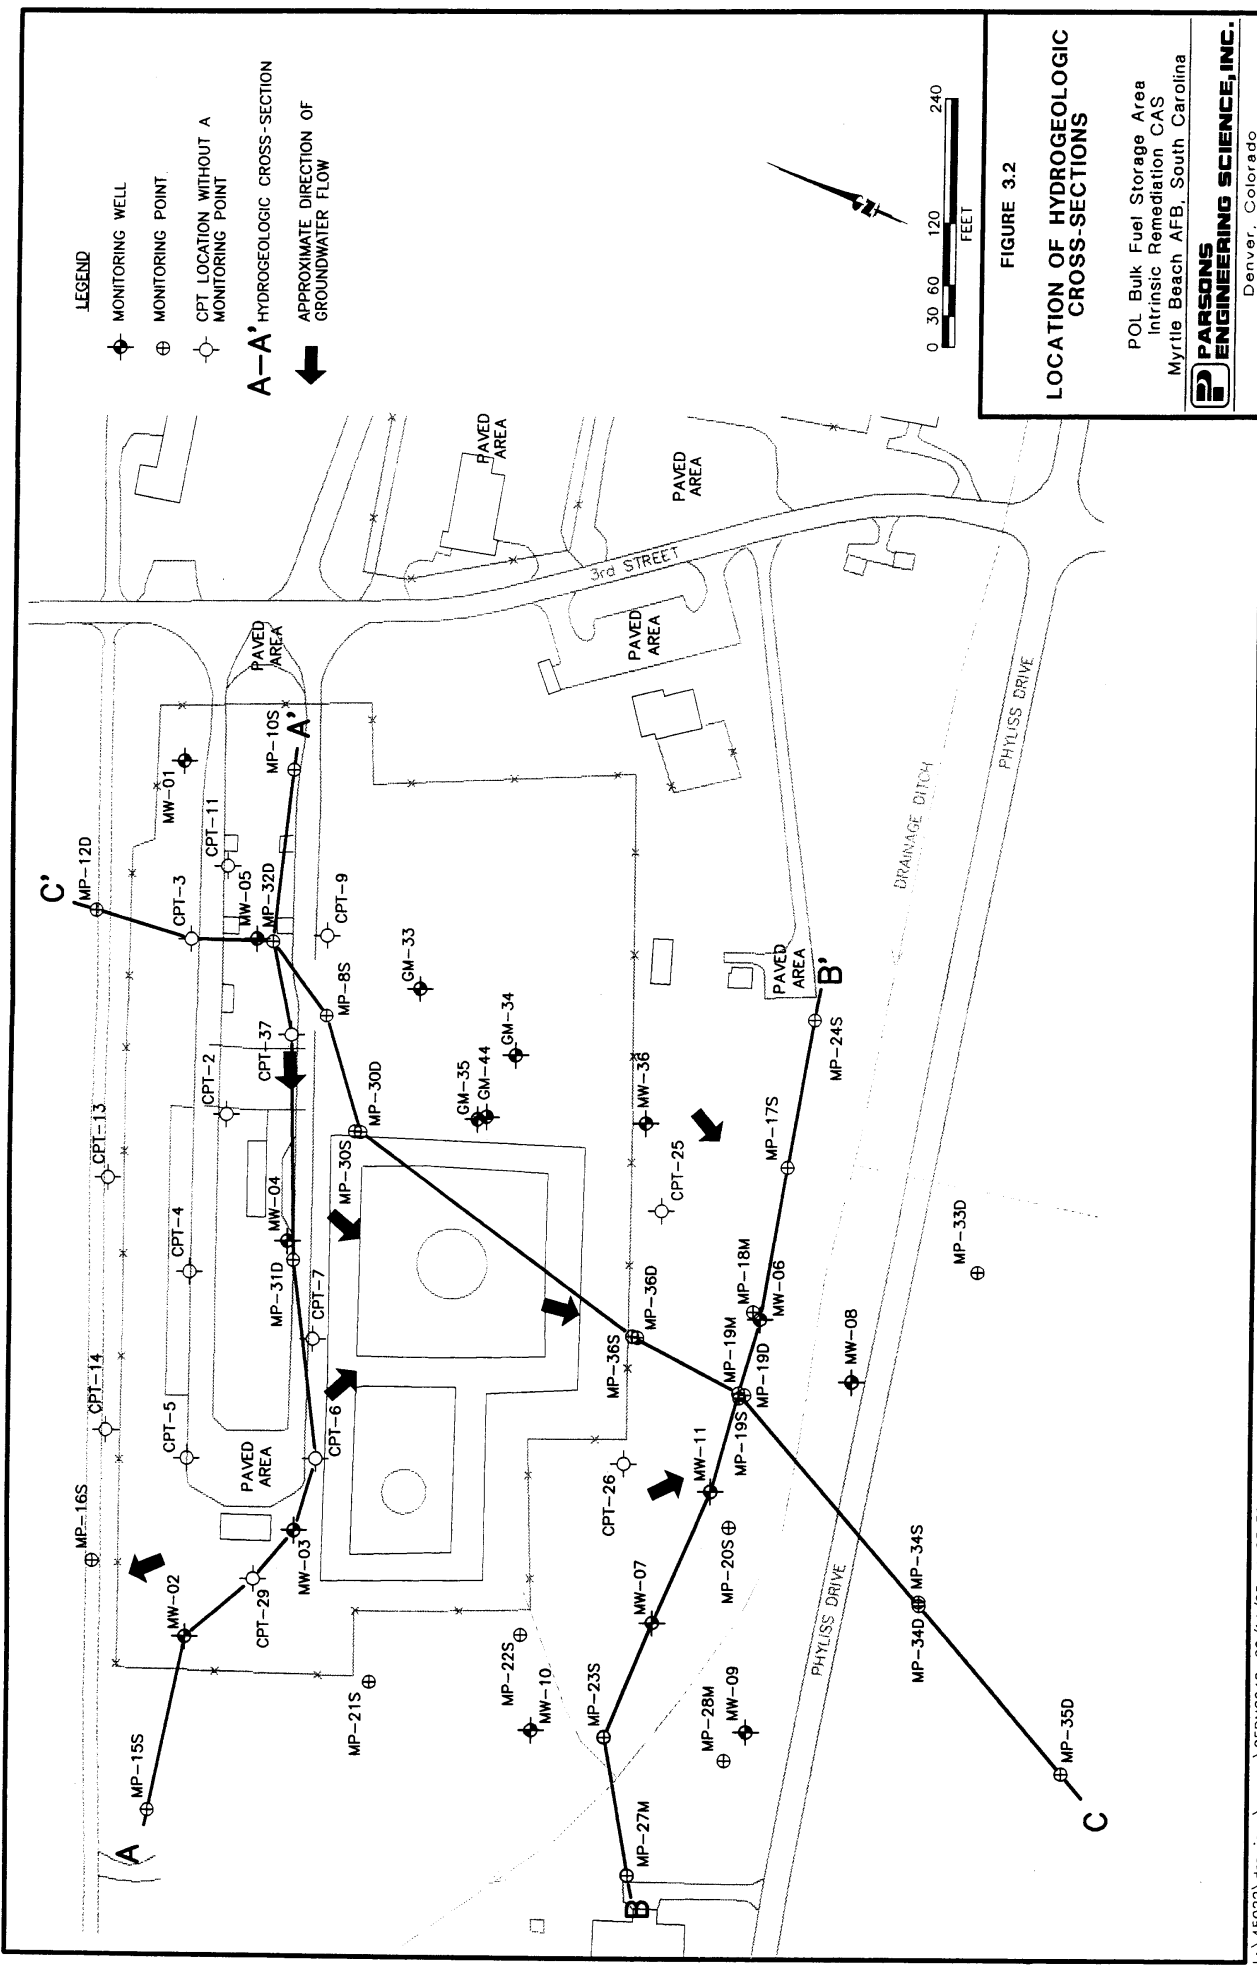 LEGEND
MONITORING WELL
MONITORING POINT
CPT LOCATION WITHOUT A
MONITORING POINT
A-A' HYDROGEOLOGIC CROSS-SECTION
APPROXIMATE DIRECTION OF
GROUNDWATER FLOW
0 30 60 120 240
FEET
FIGURE 3.2
LOCATION OF HYDROGEOLOGIC
CROSS-SECTIONS
POL Bulk Fuel Storage Area
Intrinsic Remediation CAS
Myrtle Beach AFB, South Carolina
PARSONS
ENGINEERING SCIENCE, INC.
Denver, Colorado
A
MP-15S
MW-02
MP-16S
CPT-29
MW-03
CPT-5
CPT-14
PAVED
AREA
CPT-6
CPT-7
MP-31D
MW-04
CPT-4
CPT-13
CPT-2
CPT-37
C'
MP-12D
CPT-3
MW-05
MP-32D
CPT-11
MW-01
CPT-9
MP-10S
A'
PAVED
AREA
MP-8S
MP-30D
MP-30S
GM-33
GM-34
GM-35
GM-44
MW-36
CPT-25
MP-36D
MP-36S
CPT-26
MP-21S
MP-22S
MW-10
MP-23S
MW-07
MP-27M
B
MP-28M
MW-09
MP-20S
MW-11
MP-19S
MP-19M
MP-19D
MP-18M
MW-06
MP-17S
MP-24S
B'
PAVED
AREA
MW-08
MP-33D
MP-34S
MP-34D
MP-35D
C
PHYLISS DRIVE
DRAINAGE DITCH
PHYLISS DRIVE
3rd STREET
PAVED
AREA
PAVED
AREA
PAVED
AREA